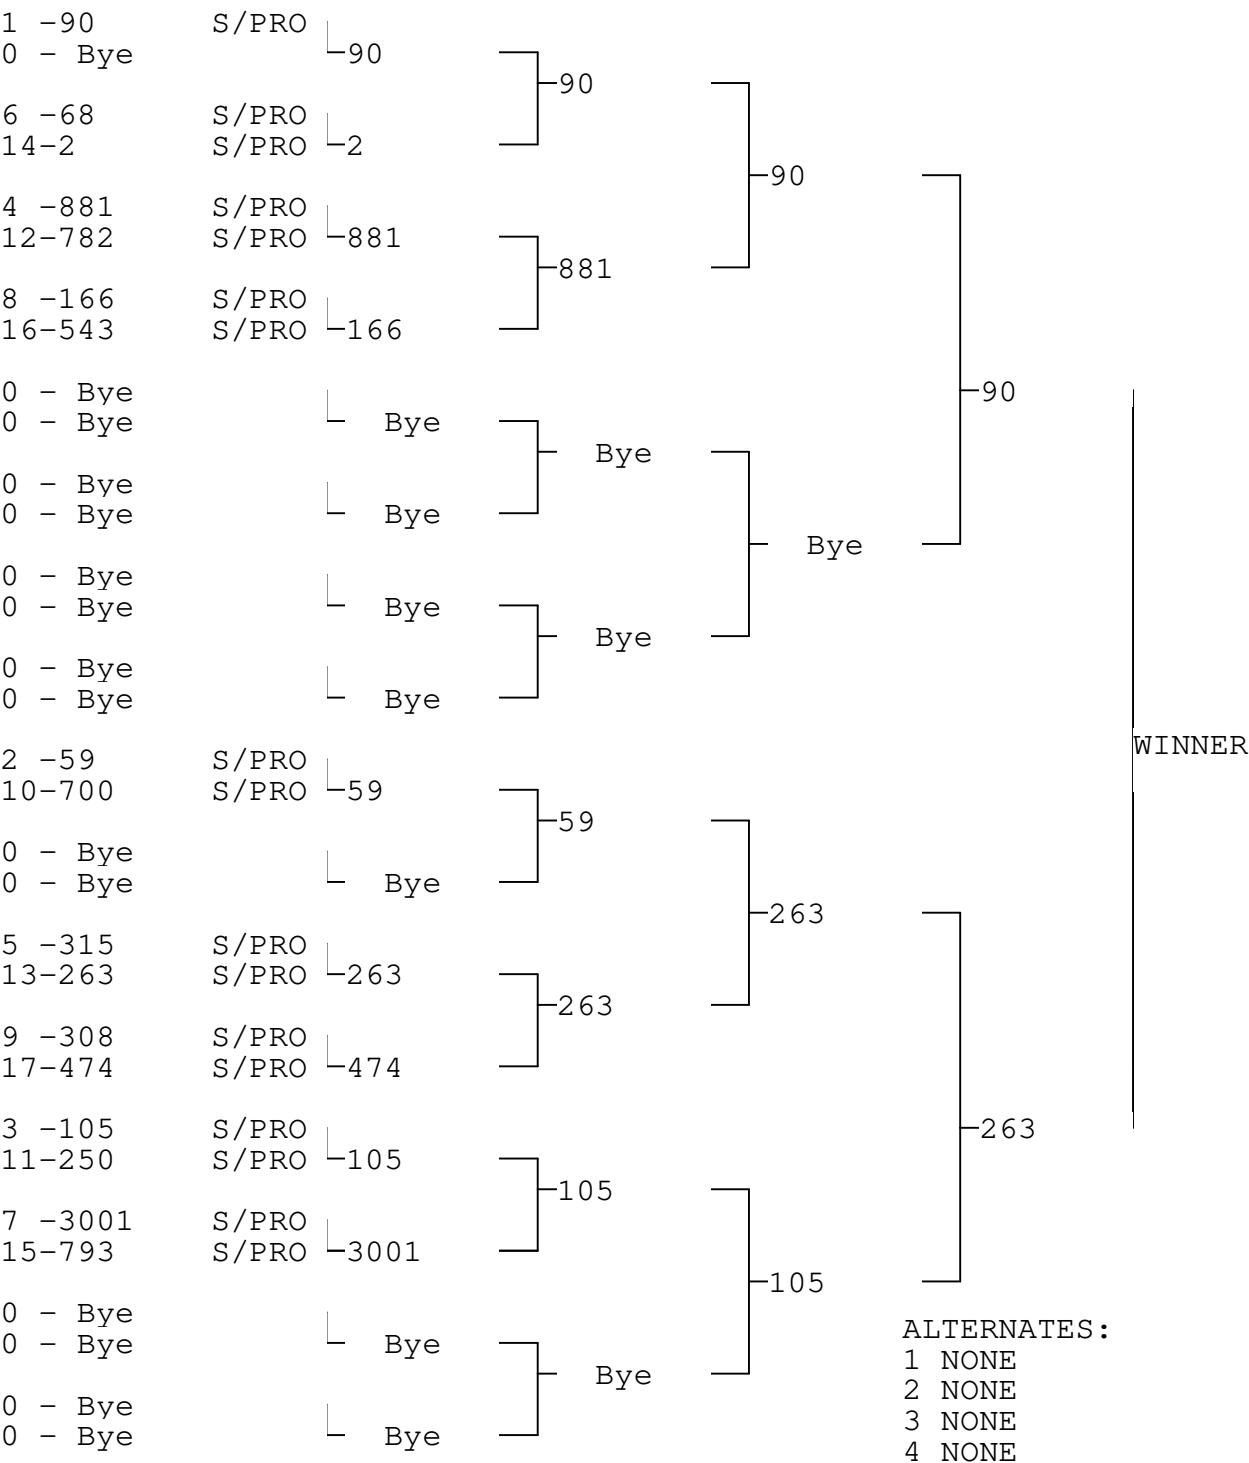 1 -90 S/PRO
0 - Bye 90
90
6 -68 S/PRO
14-2 S/PRO 2
90
4 -881 S/PRO
12-782 S/PRO 881
881
8 -166 S/PRO
16-543 S/PRO 166
0 - Bye 90
0 - Bye Bye
Bye
0 - Bye
0 - Bye Bye
Bye
0 - Bye
0 - Bye Bye
Bye
0 - Bye
0 - Bye Bye
WINNER
2 -59 S/PRO
10-700 S/PRO 59
59
0 - Bye
0 - Bye Bye
263
5 -315 S/PRO
13-263 S/PRO 263
263
9 -308 S/PRO
17-474 S/PRO 474
3 -105 S/PRO 263
11-250 S/PRO 105
105
7 -3001 S/PRO
15-793 S/PRO 3001
105
0 - Bye
0 - Bye Bye
Bye
0 - Bye
0 - Bye Bye
ALTERNATES:
1 NONE
2 NONE
3 NONE
4 NONE